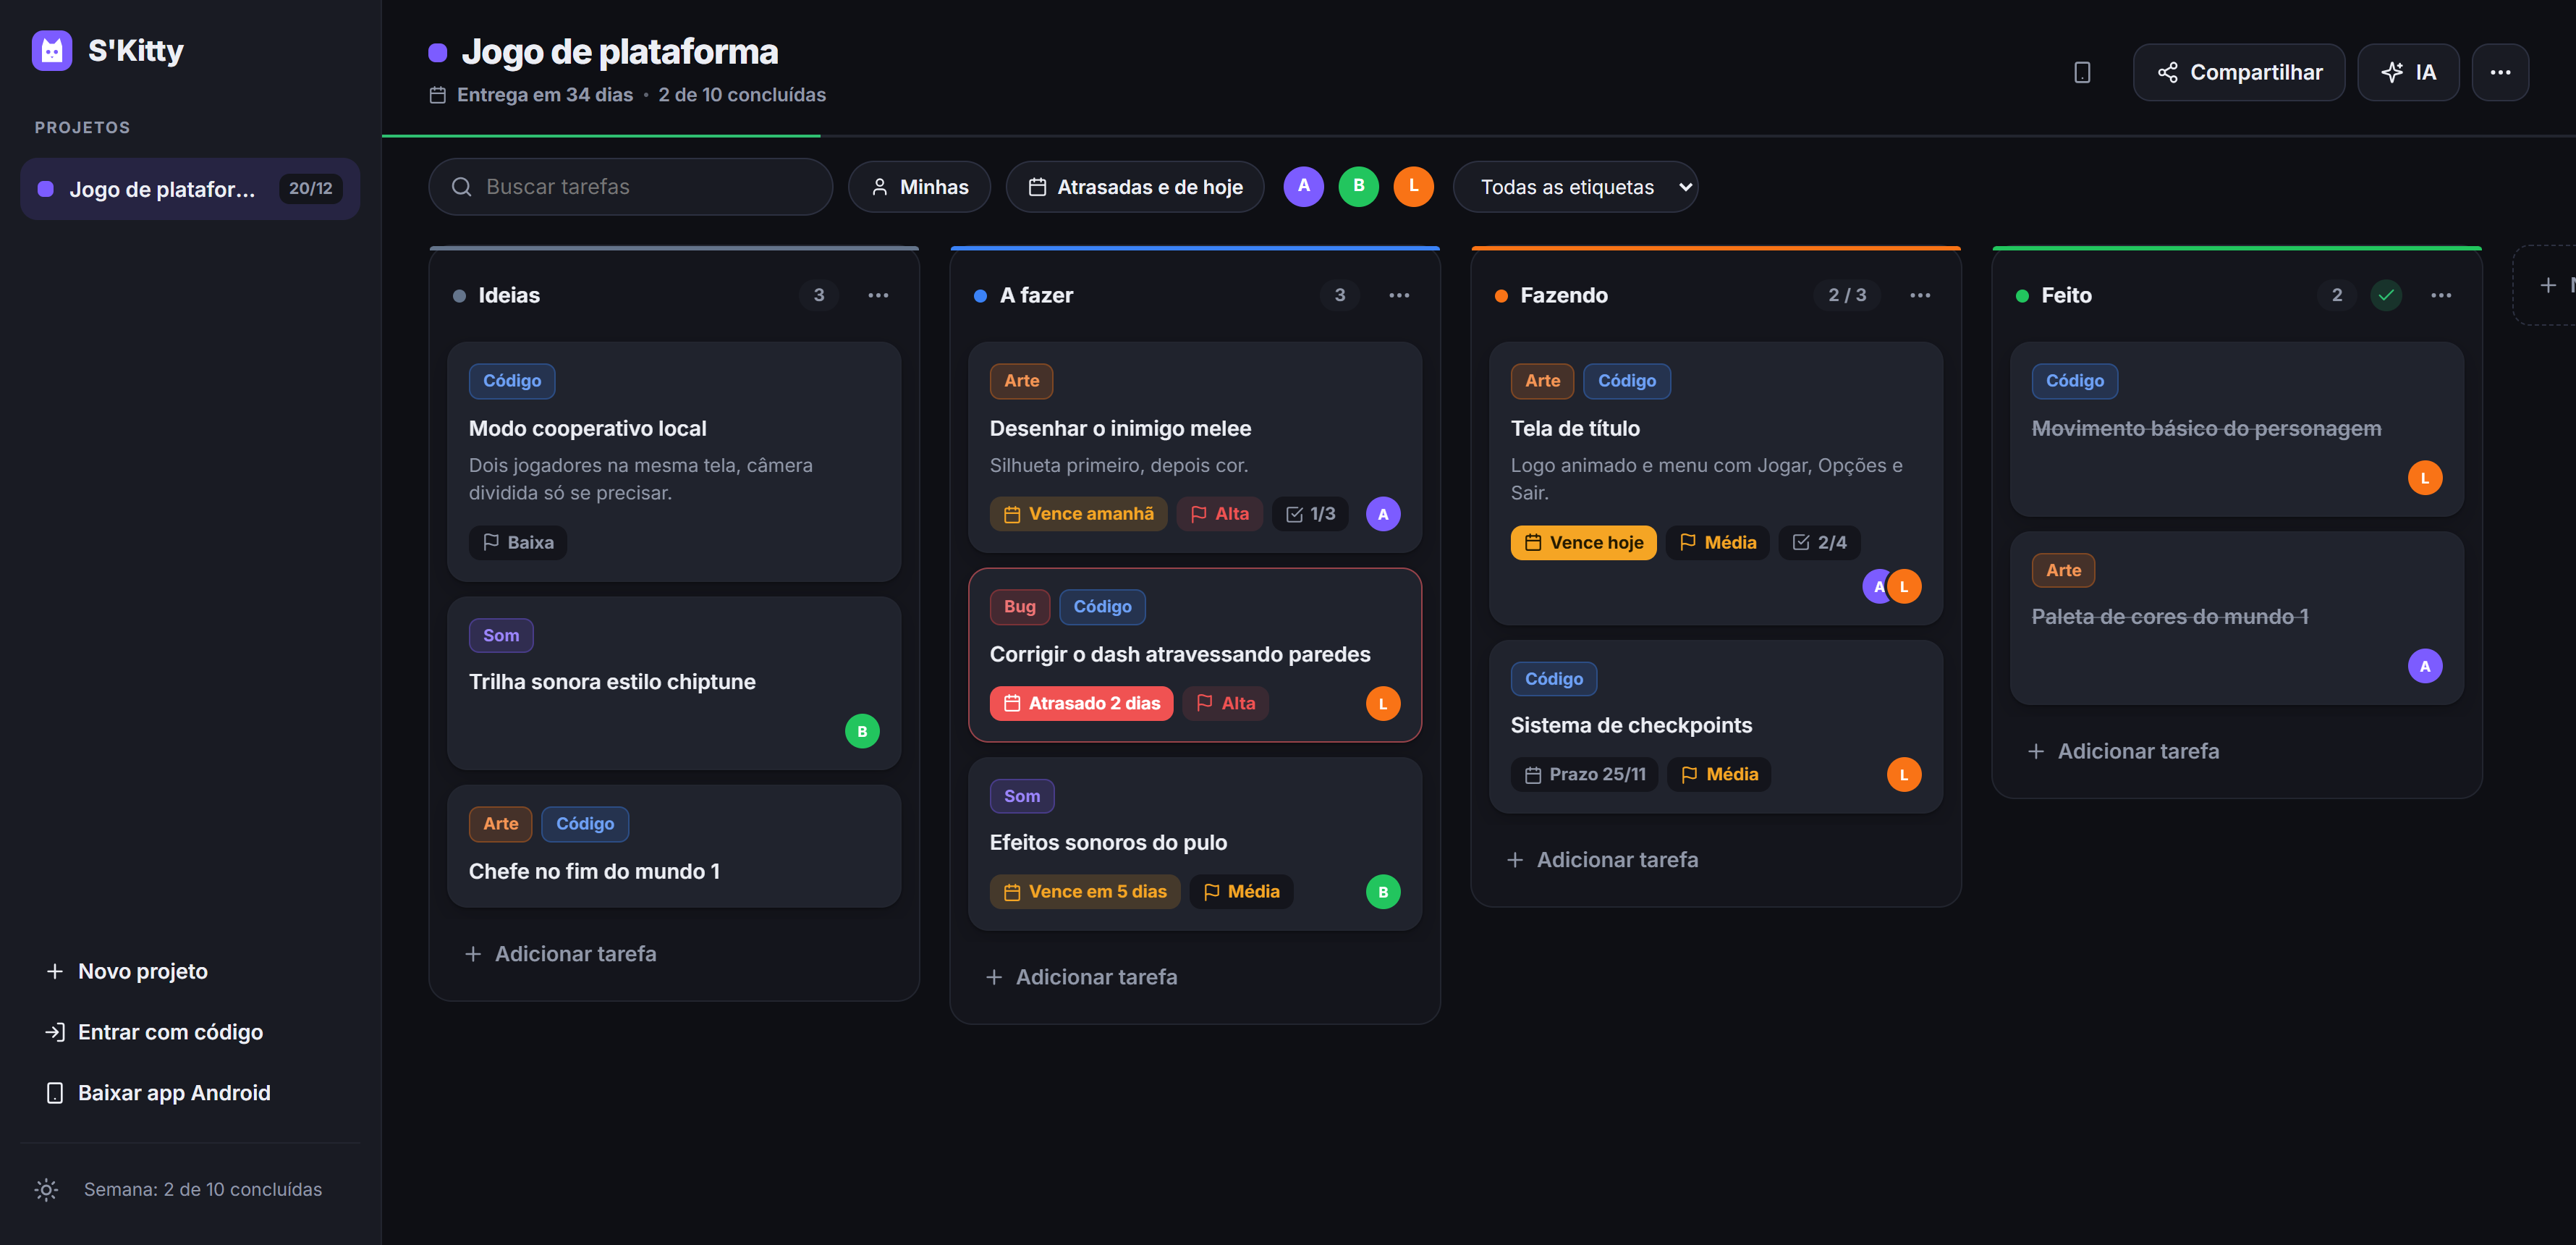 S'Kitty
PROJETOS
Jogo de platafor...
20/12
Novo projeto
Entrar com código
Baixar app Android
Semana: 2 de 10 concluídas
Jogo de plataforma
Entrega em 34 dias • 2 de 10 concluídas
Compartilhar
IA
Buscar tarefas
Minhas
Atrasadas e de hoje
A
B
L
Todas as etiquetas
Ideias
3
Código
Modo cooperativo local
Dois jogadores na mesma tela, câmera
dividida só se precisar.
Baixa
Som
Trilha sonora estilo chiptune
B
Arte Código
Chefe no fim do mundo 1
Adicionar tarefa
A fazer
3
Arte
Desenhar o inimigo melee
Silhueta primeiro, depois cor.
Vence amanhã Alta 1/3 A
Bug Código
Corrigir o dash atravessando paredes
Atrasado 2 dias Alta L
Som
Efeitos sonoros do pulo
Vence em 5 dias Média B
Adicionar tarefa
Fazendo
2 / 3
Arte Código
Tela de título
Logo animado e menu com Jogar, Opções e
Sair.
Vence hoje Média 2/4
A L
Código
Sistema de checkpoints
Prazo 25/11 Média L
Adicionar tarefa
Feito
2
Código
Movimento básico do personagem
L
Arte
Paleta de cores do mundo 1
A
Adicionar tarefa